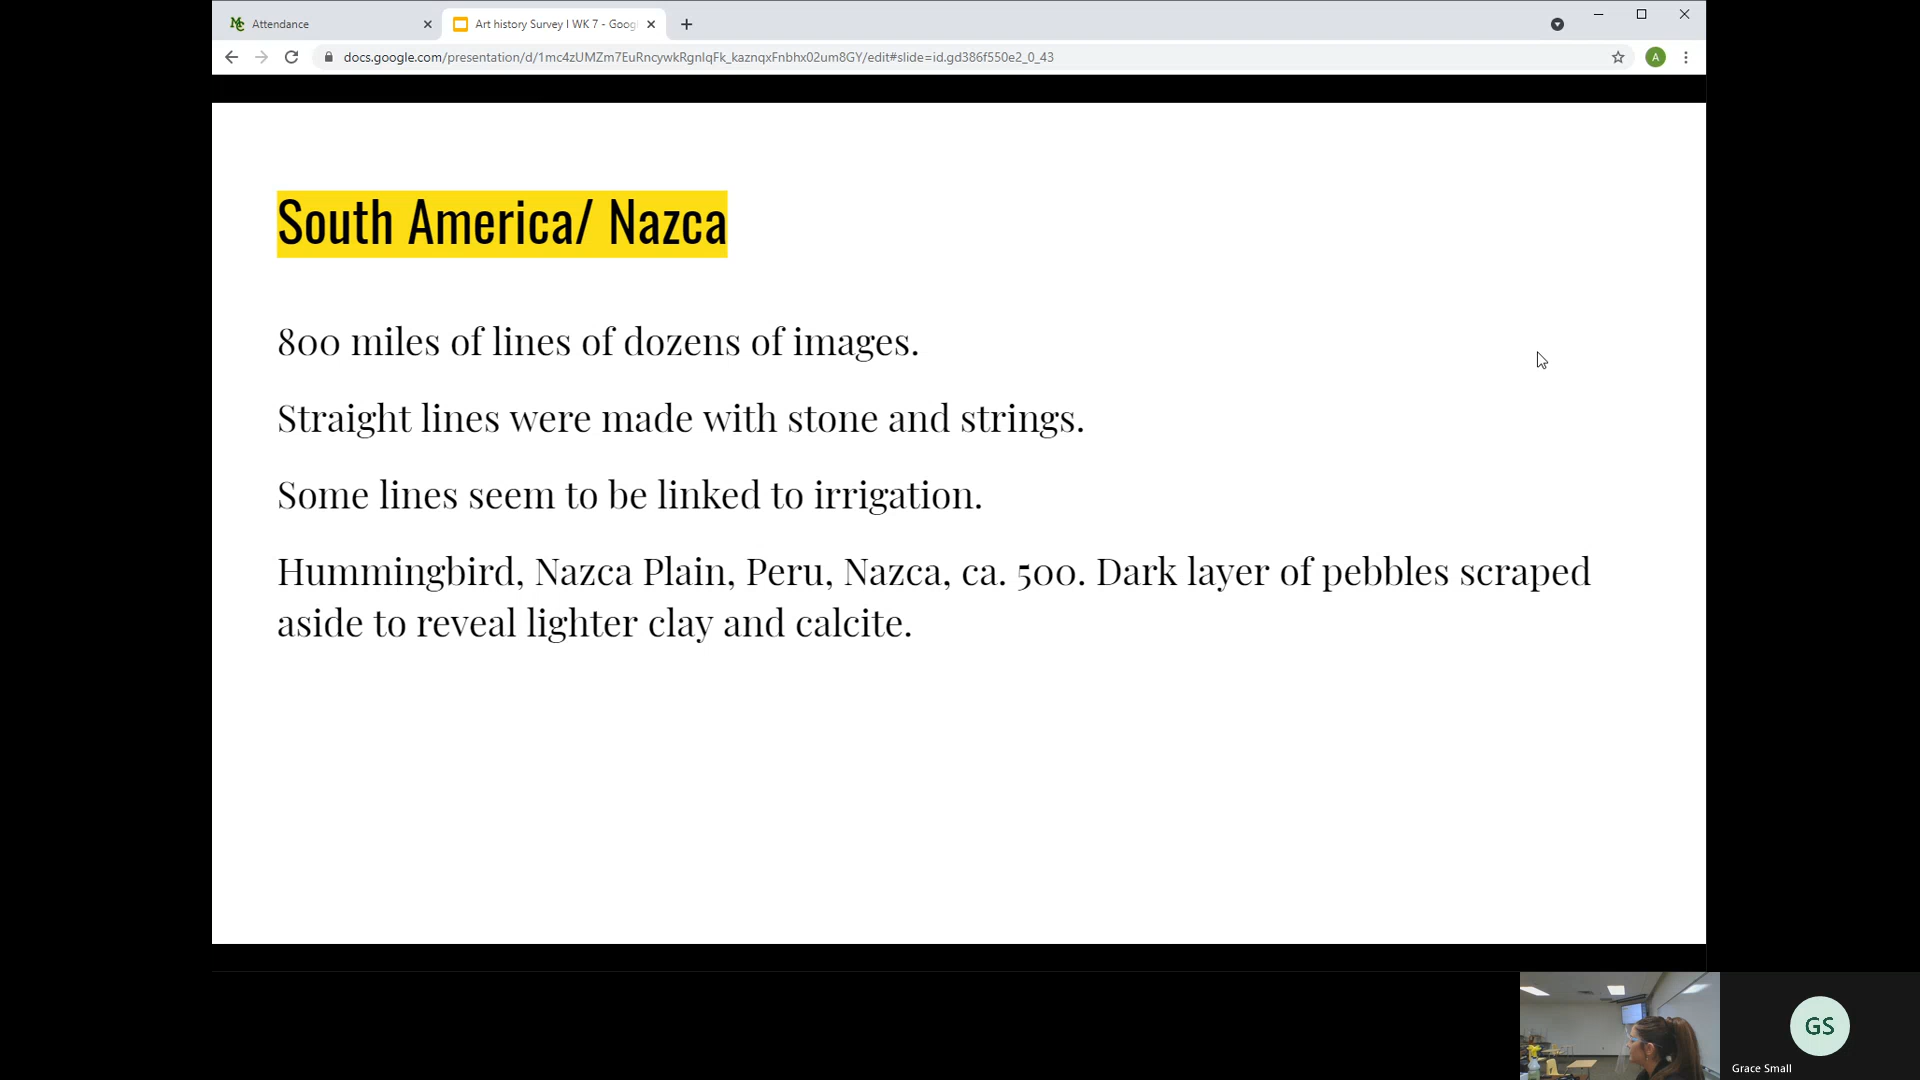 Attendance
Art history Survey I WK 7 - Goog
docs.google.com/presentation/d/1mc4zUMZm7EuRncywkRgnlqFk_kaznqxFnbhx02um8GY/edit#slide=id.gd386f550e2_0_43
A
South America/ Nazca
800 miles of lines of dozens of images.
Straight lines were made with stone and strings.
Some lines seem to be linked to irrigation.
Hummingbird, Nazca Plain, Peru, Nazca, ca. 500. Dark layer of pebbles scraped
aside to reveal lighter clay and calcite.
GS
Grace Small